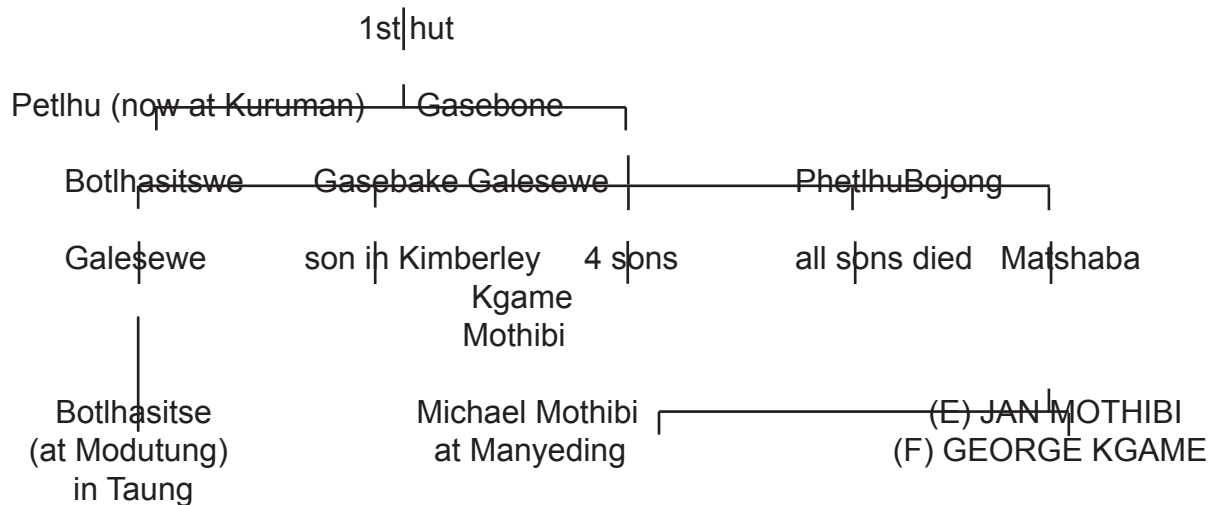 1st hut
Petlhu (now at Kuruman) Gasebone
Botlhasitswe Gasebake Galesewe PhetlhuBojong
Galesewe son in Kimberley 4 sons all sons died Matshaba
Kgame
Mothibi
Botlhasitse Michael Mothibi (E) JAN MOTHIBI
(at Modutung) at Manyeding (F) GEORGE KGAME
in Taung